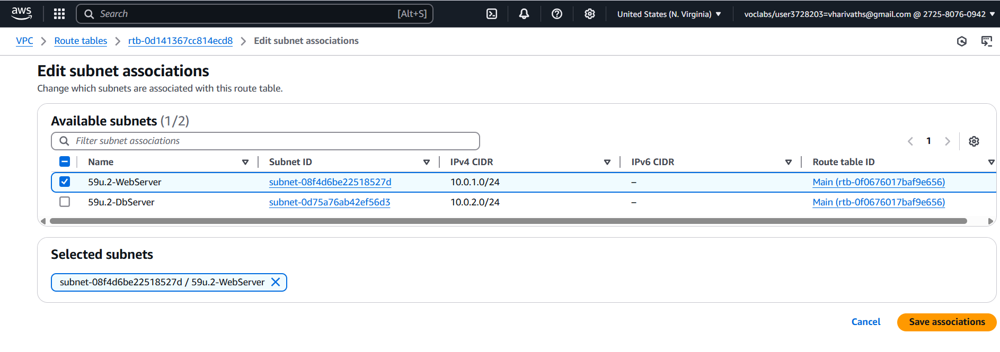 aws Search [Alt+S] United States (N. Virginia) voclabs/user3728203=vharivaths@gmail.com @ 2725-8076-0942
VPC Route tables rtb-0d141367cc814ecd8 Edit subnet associations
Edit subnet associations
Change which subnets are associated with this route table.
Available subnets (1/2)
Filter subnet associations 1
Name Subnet ID IPv4 CIDR IPv6 CIDR Route table ID
59u.2-WebServer subnet-08f4d6be22518527d 10.0.1.0/24 – Main (rtb-0f0676017baf9e656)
59u.2-DbServer subnet-0d75a76ab42ef56d3 10.0.2.0/24 – Main (rtb-0f0676017baf9e656)
Selected subnets
subnet-08f4d6be22518527d / 59u.2-WebServer
Cancel Save associations